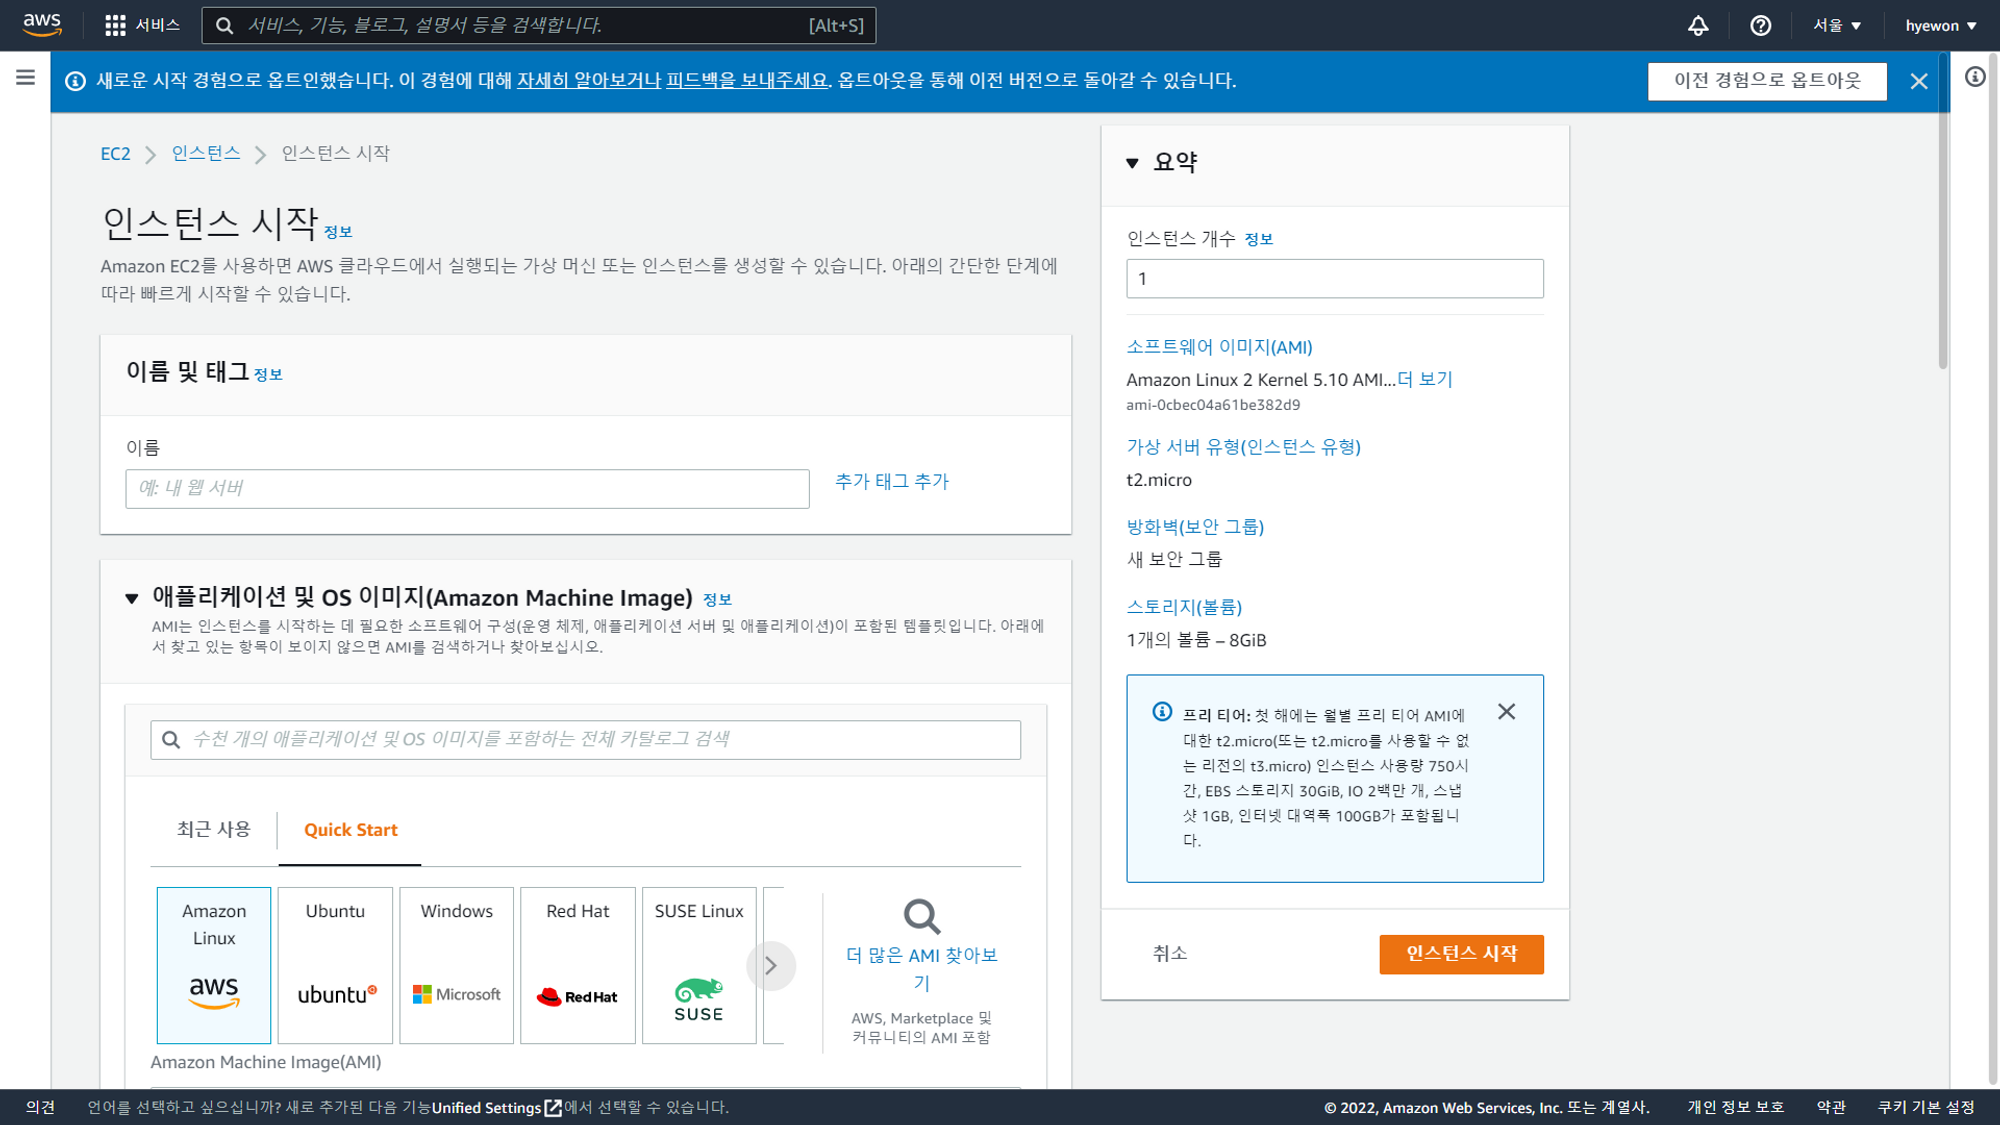 aws
서비스
서비스, 기능, 블로그, 설명서 등을 검색합니다.
[Alt+S]
서울
hyewon
새로운 시작 경험으로 옵트인했습니다. 이 경험에 대해 자세히 알아보거나 피드백을 보내주세요. 옵트아웃을 통해 이전 버전으로 돌아갈 수 있습니다.
이전 경험으로 옵트아웃
EC2
인스턴스
인스턴스 시작
인스턴스 시작 정보
Amazon EC2를 사용하면 AWS 클라우드에서 실행되는 가상 머신 또는 인스턴스를 생성할 수 있습니다. 아래의 간단한 단계에
따라 빠르게 시작할 수 있습니다.
이름 및 태그 정보
이름
예: 내 웹 서버
추가 태그 추가
애플리케이션 및 OS 이미지(Amazon Machine Image) 정보
AMI는 인스턴스를 시작하는 데 필요한 소프트웨어 구성(운영 체제, 애플리케이션 서버 및 애플리케이션)이 포함된 템플릿입니다. 아래에
서 찾고 있는 항목이 보이지 않으면 AMI를 검색하거나 찾아보십시오.
수천 개의 애플리케이션 및 OS 이미지를 포함하는 전체 카탈로그 검색
최근 사용
Quick Start
Amazon
Linux
aws
Ubuntu
ubuntu
Windows
Microsoft
Red Hat
Red Hat
SUSE Linux
SUSE
더 많은 AMI 찾아보
기
AWS, Marketplace 및
커뮤니티의 AMI 포함
Amazon Machine Image(AMI)
요약
인스턴스 개수 정보
1
소프트웨어 이미지(AMI)
Amazon Linux 2 Kernel 5.10 AMI...더 보기
ami-0cbec04a61be382d9
가상 서버 유형(인스턴스 유형)
t2.micro
방화벽(보안 그룹)
새 보안 그룹
스토리지(볼륨)
1개의 볼륨 – 8GiB
프리 티어: 첫 해에는 월별 프리 티어 AMI에
대한 t2.micro(또는 t2.micro를 사용할 수 없
는 리전의 t3.micro) 인스턴스 사용량 750시
간, EBS 스토리지 30GiB, IO 2백만 개, 스냅
샷 1GB, 인터넷 대역폭 100GB가 포함됩니
다.
취소
인스턴스 시작
의견
언어를 선택하고 싶으십니까? 새로 추가된 다음 기능Unified Settings에서 선택할 수 있습니다.
© 2022, Amazon Web Services, Inc. 또는 계열사.
개인 정보 보호
약관
쿠키 기본 설정